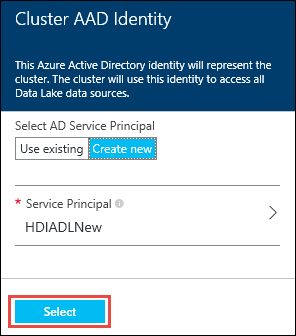 Cluster AAD Identity
This Azure Active Directory identity will represent the
cluster. The cluster will use this identity to access all
Data Lake data sources.
Select AD Service Principal
Use existing Create new
* Service Principal
HDIADLNew
Select